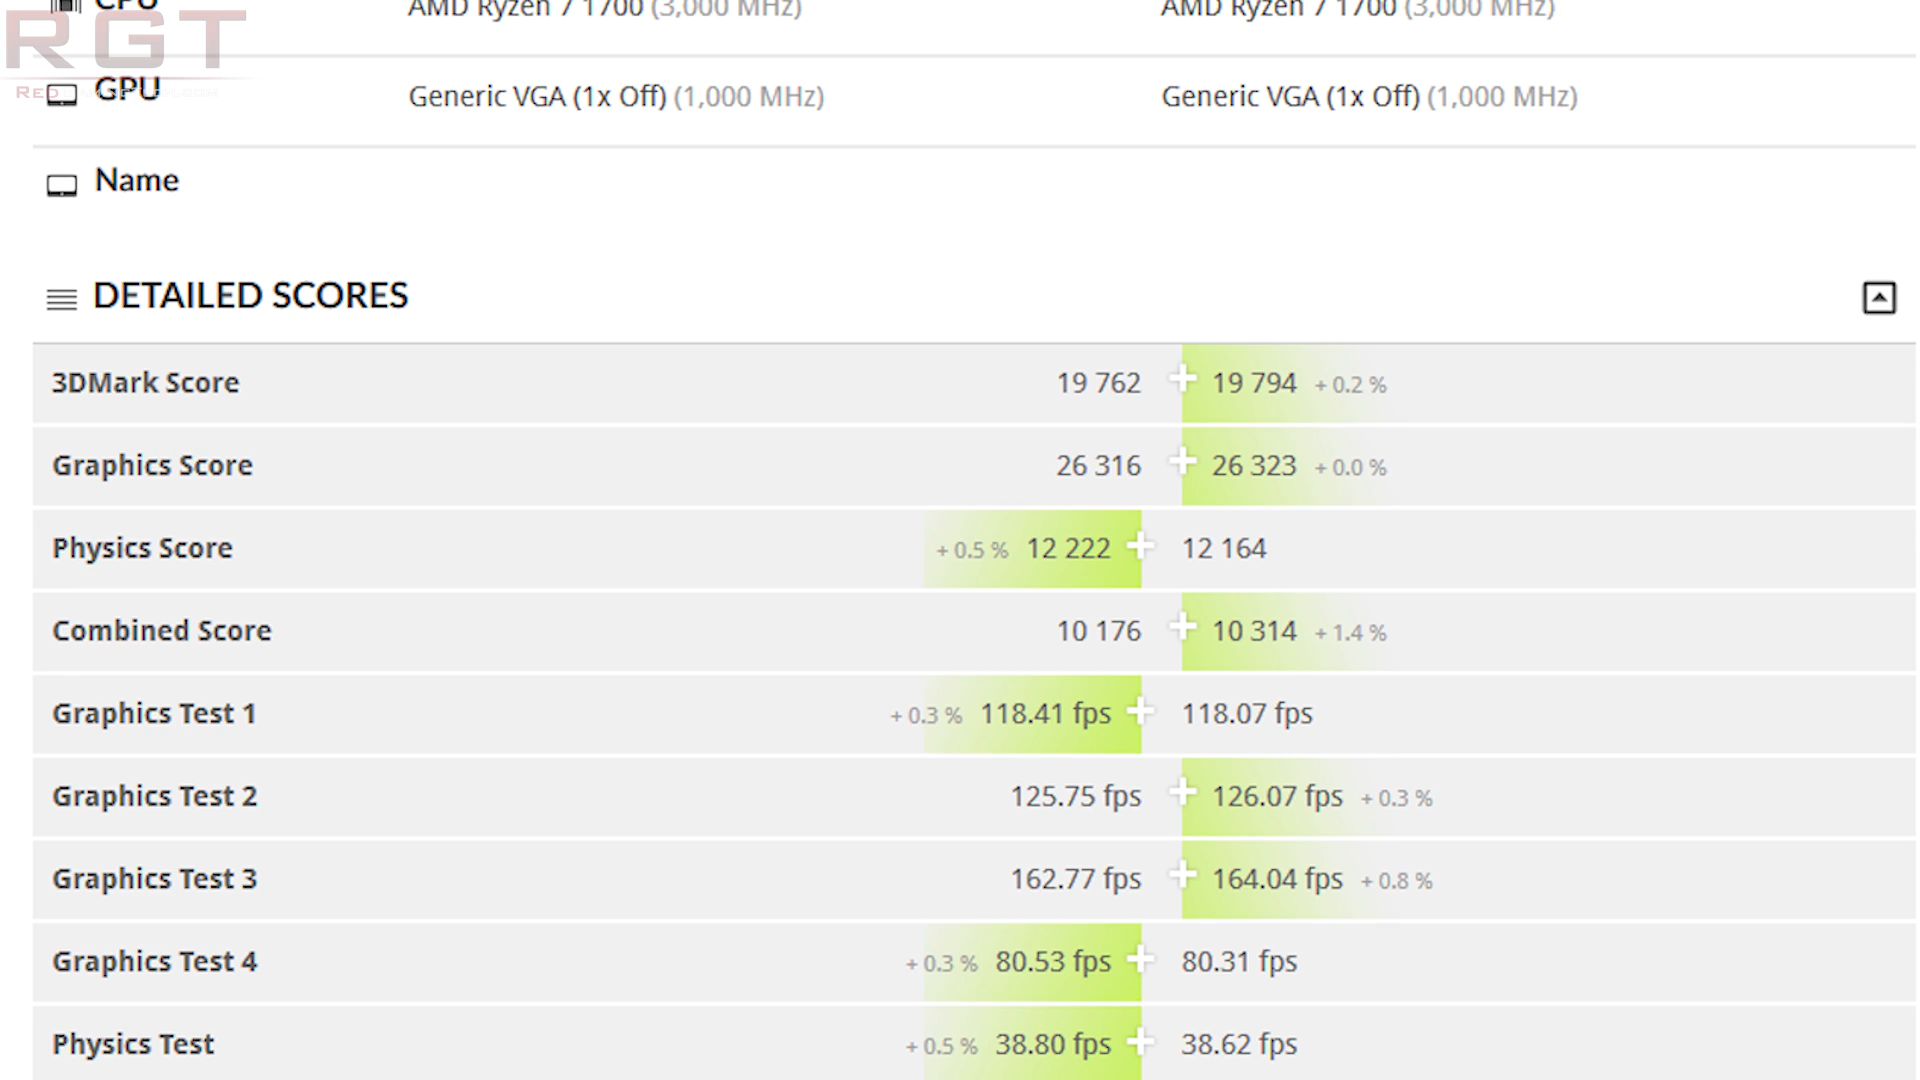 RGT
CPU AMD Ryzen 7 1700 (3,000 MHz) AMD Ryzen 7 1700 (3,000 MHz)
GPU Generic VGA (1x Off) (1,000 MHz) Generic VGA (1x Off) (1,000 MHz)
RED
Name
DETAILED SCORES
3DMark Score 19 762 19 794 + 0.2 %
Graphics Score 26 316 26 323 + 0.0 %
Physics Score + 0.5 % 12 222 12 164
Combined Score 10 176 10 314 + 1.4 %
Graphics Test 1 + 0.3 % 118.41 fps 118.07 fps
Graphics Test 2 125.75 fps 126.07 fps + 0.3 %
Graphics Test 3 162.77 fps 164.04 fps + 0.8 %
Graphics Test 4 + 0.3 % 80.53 fps 80.31 fps
Physics Test + 0.5 % 38.80 fps 38.62 fps